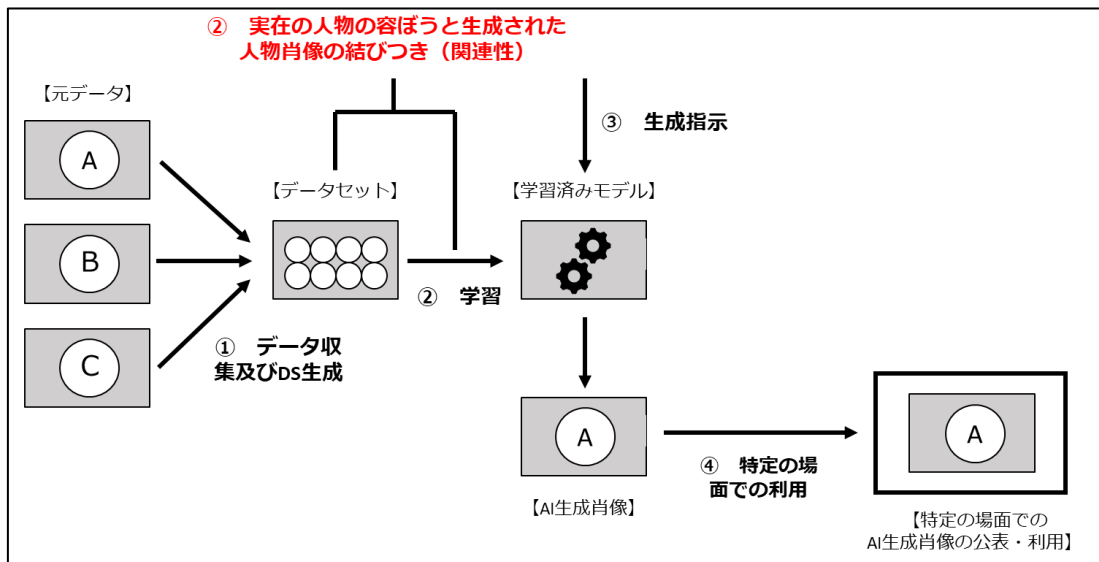 ② 実在の人物の容ぼうと生成された
人物肖像の結びつき（関連性）
【元データ】
A
B
C
① データ収
集及びDS生成
【データセット】
② 学習
③ 生成指示
【学習済みモデル】
A
【AI生成肖像】
④ 特定の場
面での利用
A
【特定の場面での
AI生成肖像の公表・利用】